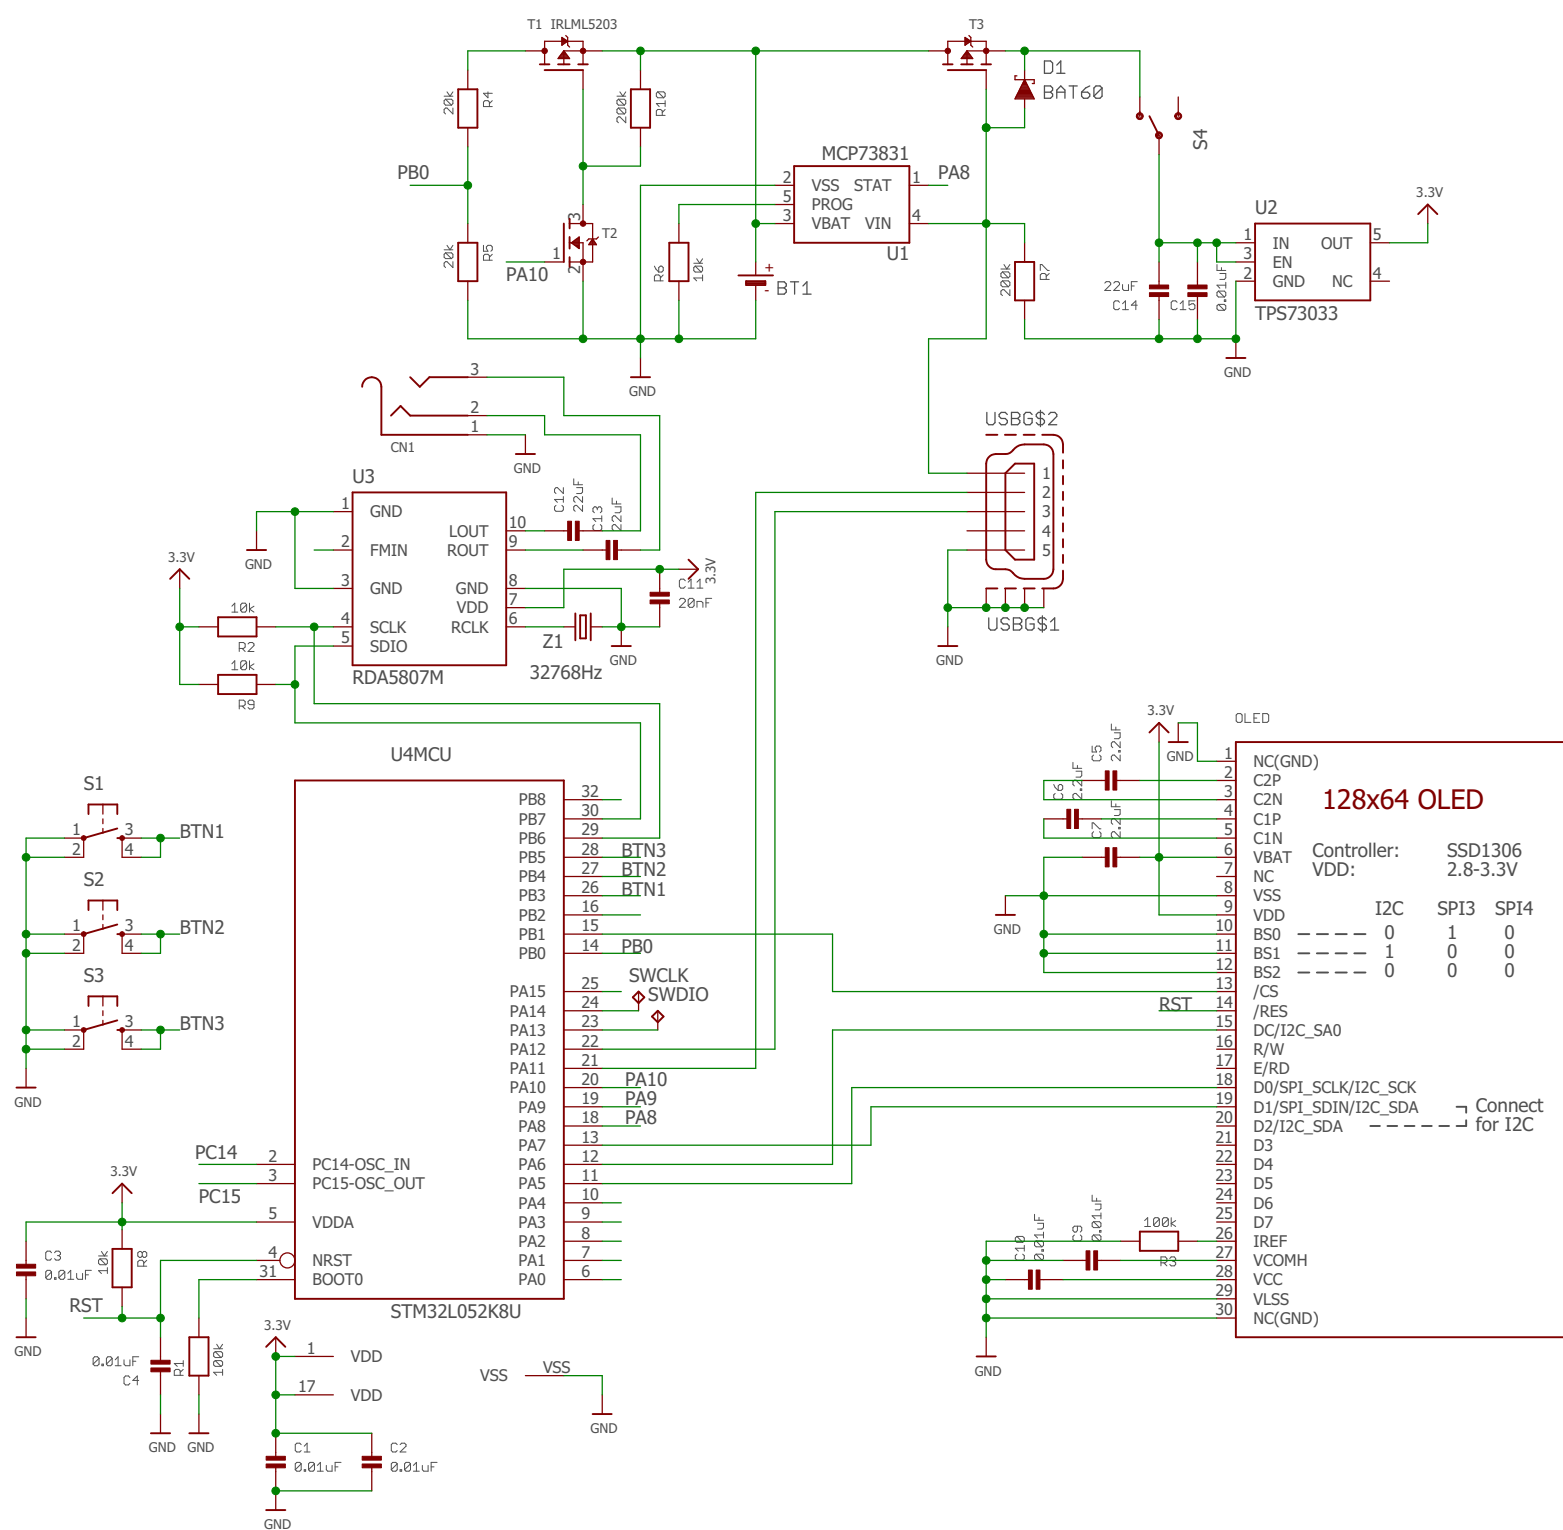 T1 IRLML5203
T3
20k
R4
200k
R10
D1
BAT60
S4
MCP73831
PB0
2 VSS STAT 1 PA8
5 PROG
3 VBAT VIN 4
U1
20k
R5
PA10
1
3
2
T2
R6
10k
+
-
BT1
200k
R7
22uF
C14
C15
0.01uF
U2
3.3V
1 IN OUT 5
3 EN
2 GND NC 4
TPS73033
GND
GND
3
2
1
CN1
GND
USBG$2
1
2
3
4
5
USBG$1
GND
U3
1 GND
2 FMIN
3 GND
4 SCLK
5 SDIO
LOUT 10
ROUT 9
GND 8
VDD 7
RCLK 6
RDA5807M
C12
22uF
C13
22uF
GND
3.3V
3.3V
C11
20nF
Z1
32768Hz
GND
10k
R2
10k
R9
U4MCU
S1
1 3 BTN1
2 4
S2
1 3 BTN2
2 4
S3
1 3 BTN3
2 4
GND
PB8 32
PB7 30
PB6 29
PB5 28 BTN3
PB4 27 BTN2
PB3 26 BTN1
PB2 16
PB1 15
PB0 14 PB0
SWCLK
PA15 25
PA14 24 SWDIO
PA13 23
PA12 22
PA11 21
PA10 20 PA10
PA9 19 PA9
PA8 18 PA8
PA7 13
PA6 12
PA5 11
PA4 10
PA3 9
PA2 8
PA1 7
PA0 6
PC14 2 PC14-OSC_IN
PC15 3 PC15-OSC_OUT
5 VDDA
4 NRST
31 BOOT0
STM32L052K8U
3.3V
C3
0.01uF
10k
R8
RST
GND
0.01uF
C4
R1
100k
GND
GND
3.3V
1 VDD
17 VDD
C1
0.01uF
C2
0.01uF
GND
VSS VSS
GND
OLED
3.3V
GND
C5
2.2uF
C6
2.2uF
C7
2.2uF
GND
128x64 OLED
Controller: SSD1306
VDD: 2.8-3.3V
I2C SPI3 SPI4
1 NC(GND)
2 C2P
3 C2N
4 C1P
5 C1N
6 VBAT
7 NC
8 VSS
9 VDD
10 BS0 ---- 0 1 0
11 BS1 ---- 1 0 0
12 BS2 ---- 0 0 0
13 /CS
RST 14 /RES
15 DC/I2C_SA0
16 R/W
17 E/RD
18 D0/SPI_SCLK/I2C_SCK
19 D1/SPI_SDIN/I2C_SDA Connect
20 D2/I2C_SDA ------ for I2C
21 D3
22 D4
23 D5
24 D6
25 D7
26 IREF
27 VCOMH
28 VCC
29 VLSS
30 NC(GND)
C10
0.01uF
C9
0.01uF
100k
R3
GND